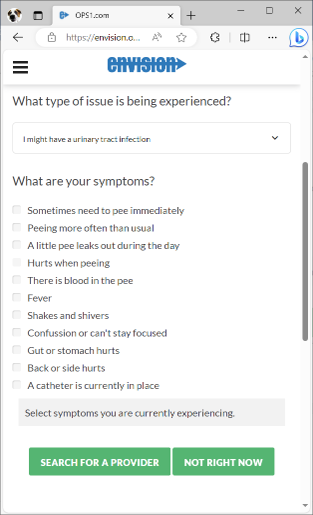 OPS1.com
https://envision.o...
envision
What type of issue is being experienced?
I might have a urinary tract infection
What are your symptoms?
Sometimes need to pee immediately
Peeing more often than usual
A little pee leaks out during the day
Hurts when peeing
There is blood in the pee
Fever
Shakes and shivers
Confussion or can't stay focused
Gut or stomach hurts
Back or side hurts
A catheter is currently in place
Select symptoms you are currently experiencing.
SEARCH FOR A PROVIDER
NOT RIGHT NOW